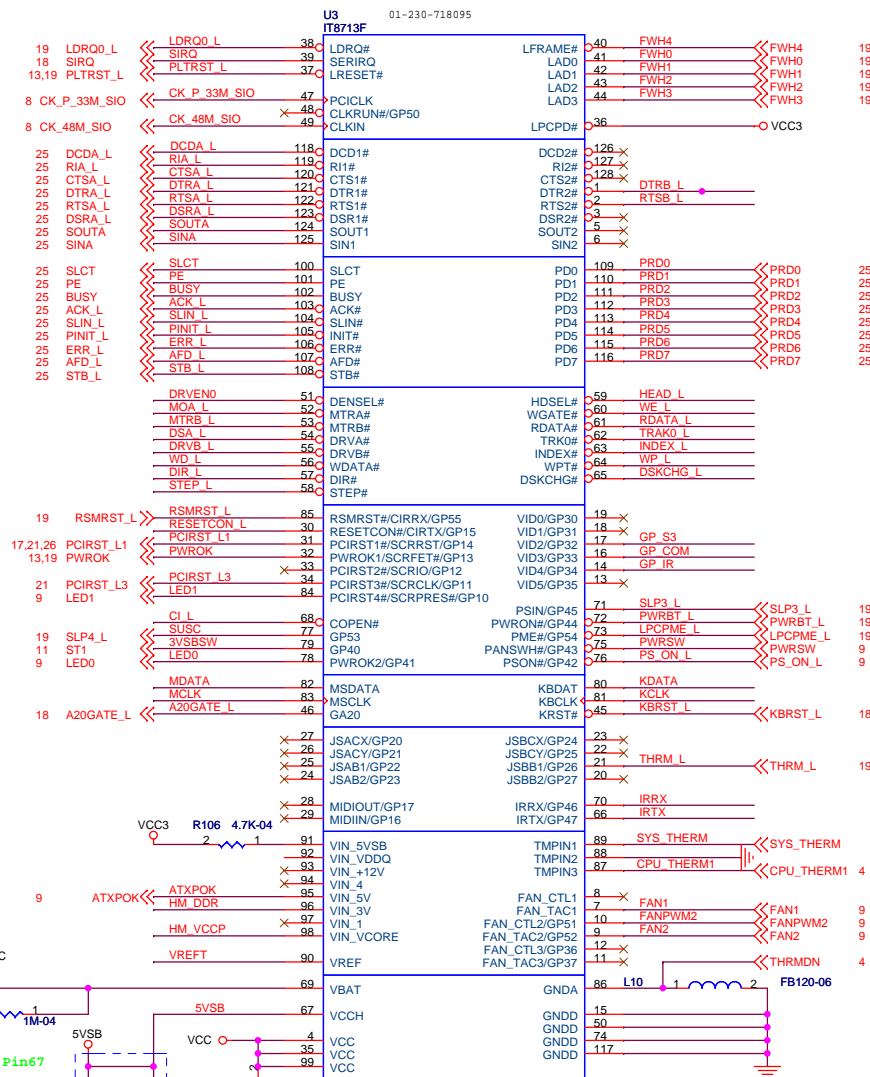 U3 01-230-718095
IT8713F
19 LDRQ0_L LDRQ0_L 38 LDRQ# LFRAME# 40 FWH4 FWH4 19
18 SIRQ SIRQ 39 SERIRQ LAD0 41 FWH0 FWH0 19
13,19 PLTRST_L PLTRST_L 37 LRESET# LAD1 42 FWH1 FWH1 19
LAD2 43 FWH2 FWH2 19
8 CK_P_33M_SIO CK_P_33M_SIO 47 PCICLK LAD3 44 FWH3 FWH3 19
48 CLKRUN#/GP50
8 CK_48M_SIO CK_48M_SIO 49 CLKIN LPCPD# 36 VCC3
25 DCDA_L DCDA_L 118 DCD1# DCD2# 126
25 RIA_L RIA_L 119 RI1# RI2# 127
25 CTSA_L CTSA_L 120 CTS1# CTS2# 128
25 DTRA_L DTRA_L 121 DTR1# DTR2# 1 DTRB_L
25 RTSA_L RTSA_L 122 RTS1# RTS2# 2 RTSB_L
25 DSRA_L DSRA_L 123 DSR1# DSR2# 3
25 SOUTA SOUTA 124 SOUT1 SOUT2 5
25 SINA SINA 125 SIN1 SIN2 6
25 SLCT SLCT 100 SLCT PD0 109 PRD0 PRD0 25
25 PE PE 101 PE PD1 110 PRD1 PRD1 25
25 BUSY BUSY 102 BUSY PD2 111 PRD2 PRD2 25
25 ACK_L ACK_L 103 ACK# PD3 112 PRD3 PRD3 25
25 SLIN_L SLIN_L 104 SLIN# PD4 113 PRD4 PRD4 25
25 PINIT_L PINIT_L 105 INIT# PD5 114 PRD5 PRD5 25
25 ERR_L ERR_L 106 ERR# PD6 115 PRD6 PRD6 25
25 AFD_L AFD_L 107 AFD# PD7 116 PRD7 PRD7 25
25 STB_L STB_L 108 STB#
DRVEN0 51 DENSEL# HDSEL# 59 HEAD_L
MOA_L 52 MTRA# WGATE# 60 WE_L
MTRB_L 53 MTRB# RDATA# 61 RDATA_L
DSA_L 54 DRVA# TRK0# 62 TRAK0_L
DRVB_L 55 DRVB# INDEX# 63 INDEX_L
WD_L 56 WDATA# WPT# 64 WP_L
DIR_L 57 DIR# DSKCHG# 65 DSKCHG_L
STEP_L 58 STEP#
19 RSMRST_L RSMRST_L 85 RSMRST#/CIRRX/GP55 VID0/GP30 19
RESETCON_L 30 RESETCON#/CIRTX/GP15 VID1/GP31 18
17,21,26 PCIRST_L1 PCIRST_L1 31 PCIRST1#/SCRRST/GP14 VID2/GP32 17 GP_S3
13,19 PWROK PWROK 32 PWROK1/SCRFET#/GP13 VID3/GP33 16 GP_COM
33 PCIRST2#/SCRIO/GP12 VID4/GP34 14 GP_IR
21 PCIRST_L3 PCIRST_L3 34 PCIRST3#/SCRCLK/GP11 VID5/GP35 13
9 LED1 LED1 84 PCIRST4#/SCRPRES#/GP10
PSIN/GP45 71 SLP3_L SLP3_L 19
CI_L 68 COPEN# PWRON#/GP44 72 PWRBT_L PWRBT_L 19
19 SLP4_L SUSC 77 GP53 PME#/GP54 73 LPCPME_L LPCPME_L 19
11 ST1 3VSBSW 79 GP40 PANSWH#/GP43 75 PWRSW PWRSW 9
9 LED0 LED0 78 PWROK2/GP41 PSON#/GP42 76 PS_ON_L PS_ON_L 9
MDATA 82 MSDATA KBDAT 80 KDATA
MCLK 83 MSCLK KBCLK 81 KCLK
18 A20GATE_L A20GATE_L 46 GA20 KRST# 45 KBRST_L KBRST_L 18
27 JSACX/GP20 JSBCX/GP24 23
26 JSACY/GP21 JSBCY/GP25 22
25 JSAB1/GP22 JSBB1/GP26 21 THRM_L THRM_L 19
24 JSAB2/GP23 JSBB2/GP27 20
28 MIDIOUT/GP17 IRRX/GP46 70 IRRX
29 MIDIIN/GP16 IRTX/GP47 66 IRTX
VCC3 R106 4.7K-04
2 1 91 VIN_5VSB TMPIN1 89 SYS_THERM SYS_THERM
92 VIN_VDDQ TMPIN2 88
93 VIN_+12V TMPIN3 87 CPU_THERM1 CPU_THERM1 4
94 VIN_4
9 ATXPOK ATXPOK 95 VIN_5V FAN_CTL1 8
HM_DDR 96 VIN_3V FAN_TAC1 7 FAN1 FAN1 9
97 VIN_1 FAN_CTL2/GP51 10 FANPWM2 FANPWM2 9
HM_VCCP 98 VIN_VCORE FAN_TAC2/GP52 9 FAN2 FAN2 9
FAN_CTL3/GP36 12
VREFT 90 VREF FAN_TAC3/GP37 11 THRMDN 4
C
69 VBAT GNDA 86 L10 1 2 FB120-06
1
1M-04
5VSB 67 VCCH GNDD 15
GNDD 50
5VSB VCC 4 VCC GNDD 74
35 VCC GNDD 117
Pin67 2 99 VCC